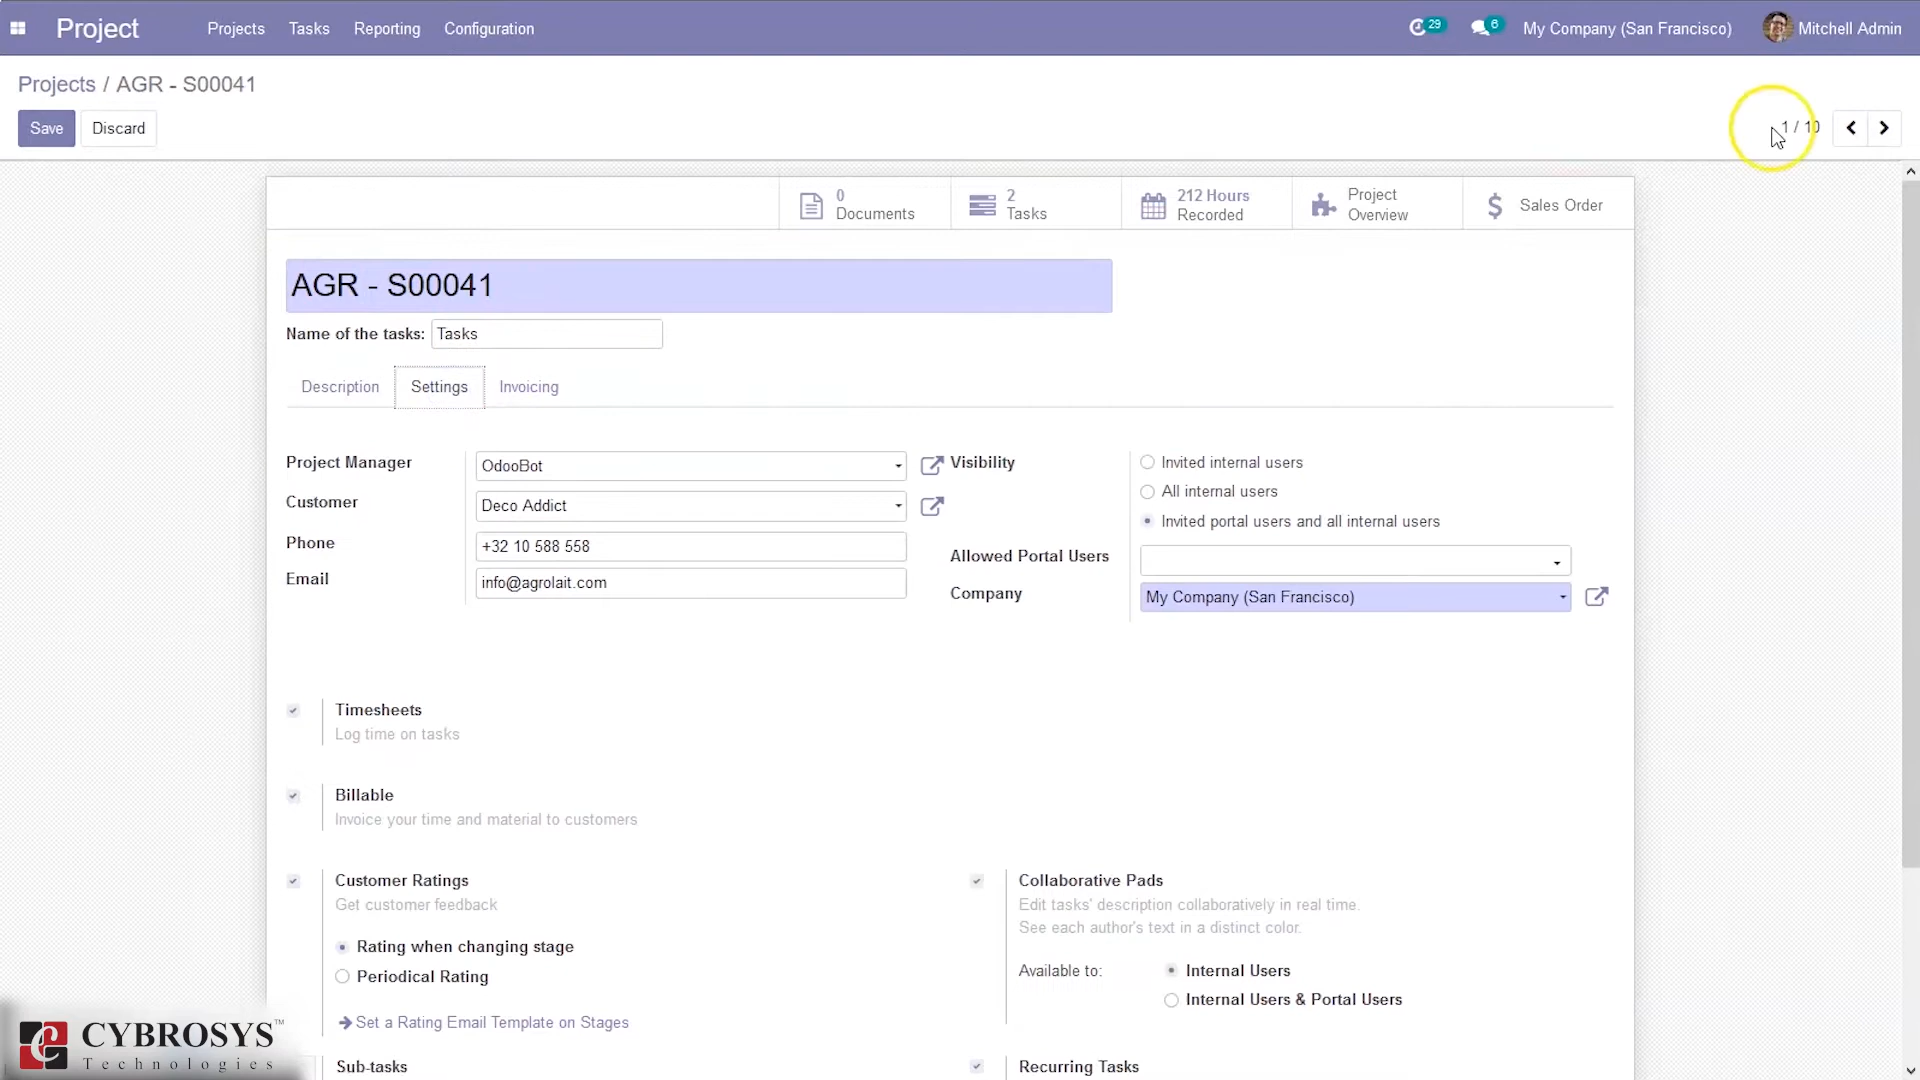 Project
Projects
Tasks
Reporting
Configuration
29
6
My Company (San Francisco)
Mitchell Admin
Projects / AGR - S00041
Save
Discard
1 / 10
0
Documents
2
Tasks
212 Hours
Recorded
Project
Overview
Sales Order
AGR - S00041
Name of the tasks:
Tasks
Description
Settings
Invoicing
Project Manager
OdooBot
Customer
Deco Addict
Phone
+32 10 588 558
Email
info@agrolait.com
Visibility
Invited internal users
All internal users
Invited portal users and all internal users
Allowed Portal Users
Company
My Company (San Francisco)
Timesheets
Log time on tasks
Billable
Invoice your time and material to customers
Customer Ratings
Get customer feedback
Rating when changing stage
Periodical Rating
Set a Rating Email Template on Stages
Collaborative Pads
Edit tasks' description collaboratively in real time.
See each author's text in a distinct color.
Available to:
Internal Users
Internal Users & Portal Users
Sub-tasks
Recurring Tasks
CYBROSYS™
Technologies